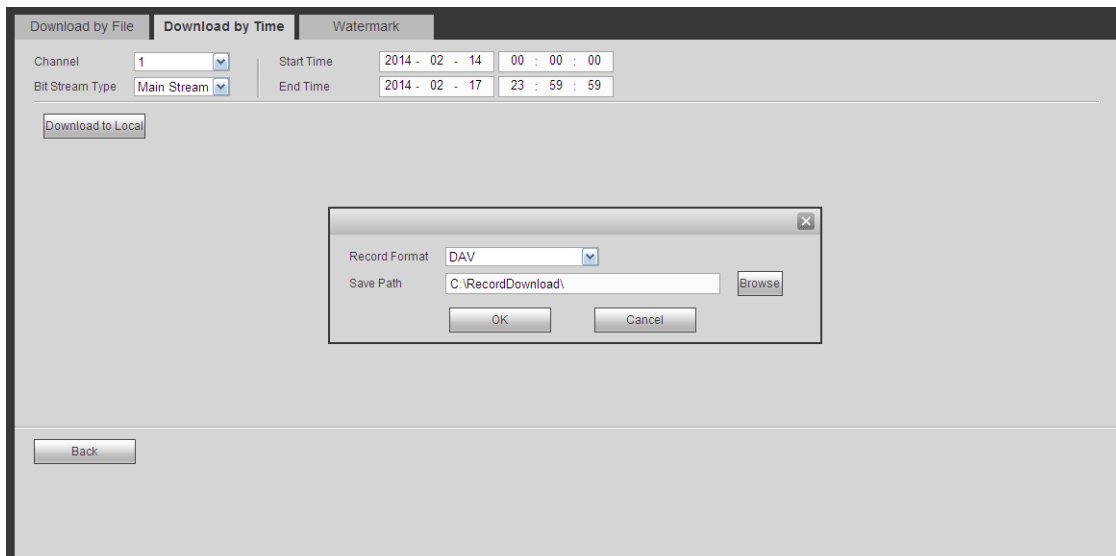 Download by File Download by Time Watermark
Channel 1 Start Time 2014 - 02 - 14 00 : 00 : 00
Bit Stream Type Main Stream End Time 2014 - 02 - 17 23 : 59 : 59
Download to Local
Record Format DAV
Save Path C:\RecordDownload\ Browse
OK Cancel
Back